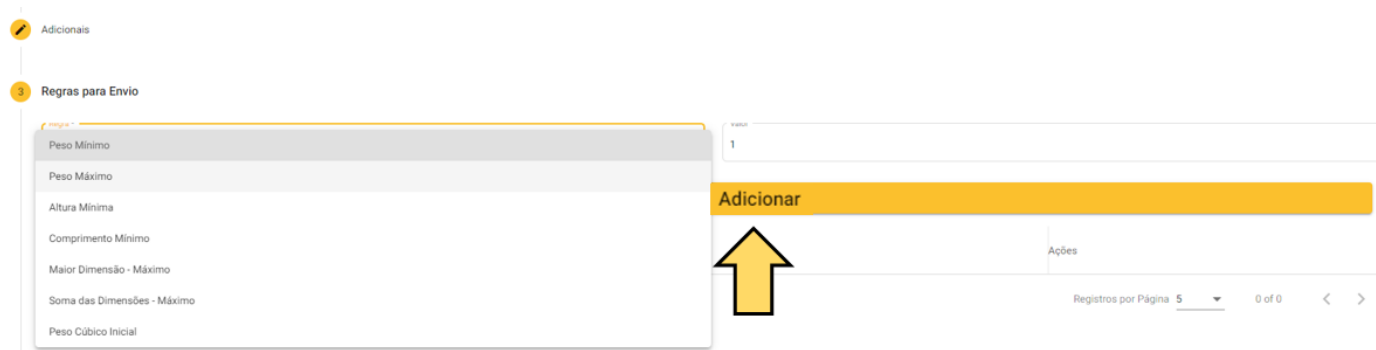 Adicionais
3 Regras para Envio
Regra *
Valor
Peso Mínimo
1
Peso Máximo
Adicionar
Altura Mínima
Comprimento Mínimo
Ações
Maior Dimensão - Máximo
Soma das Dimensões - Máximo
Registros por Página 5 0 of 0
Peso Cúbico Inicial